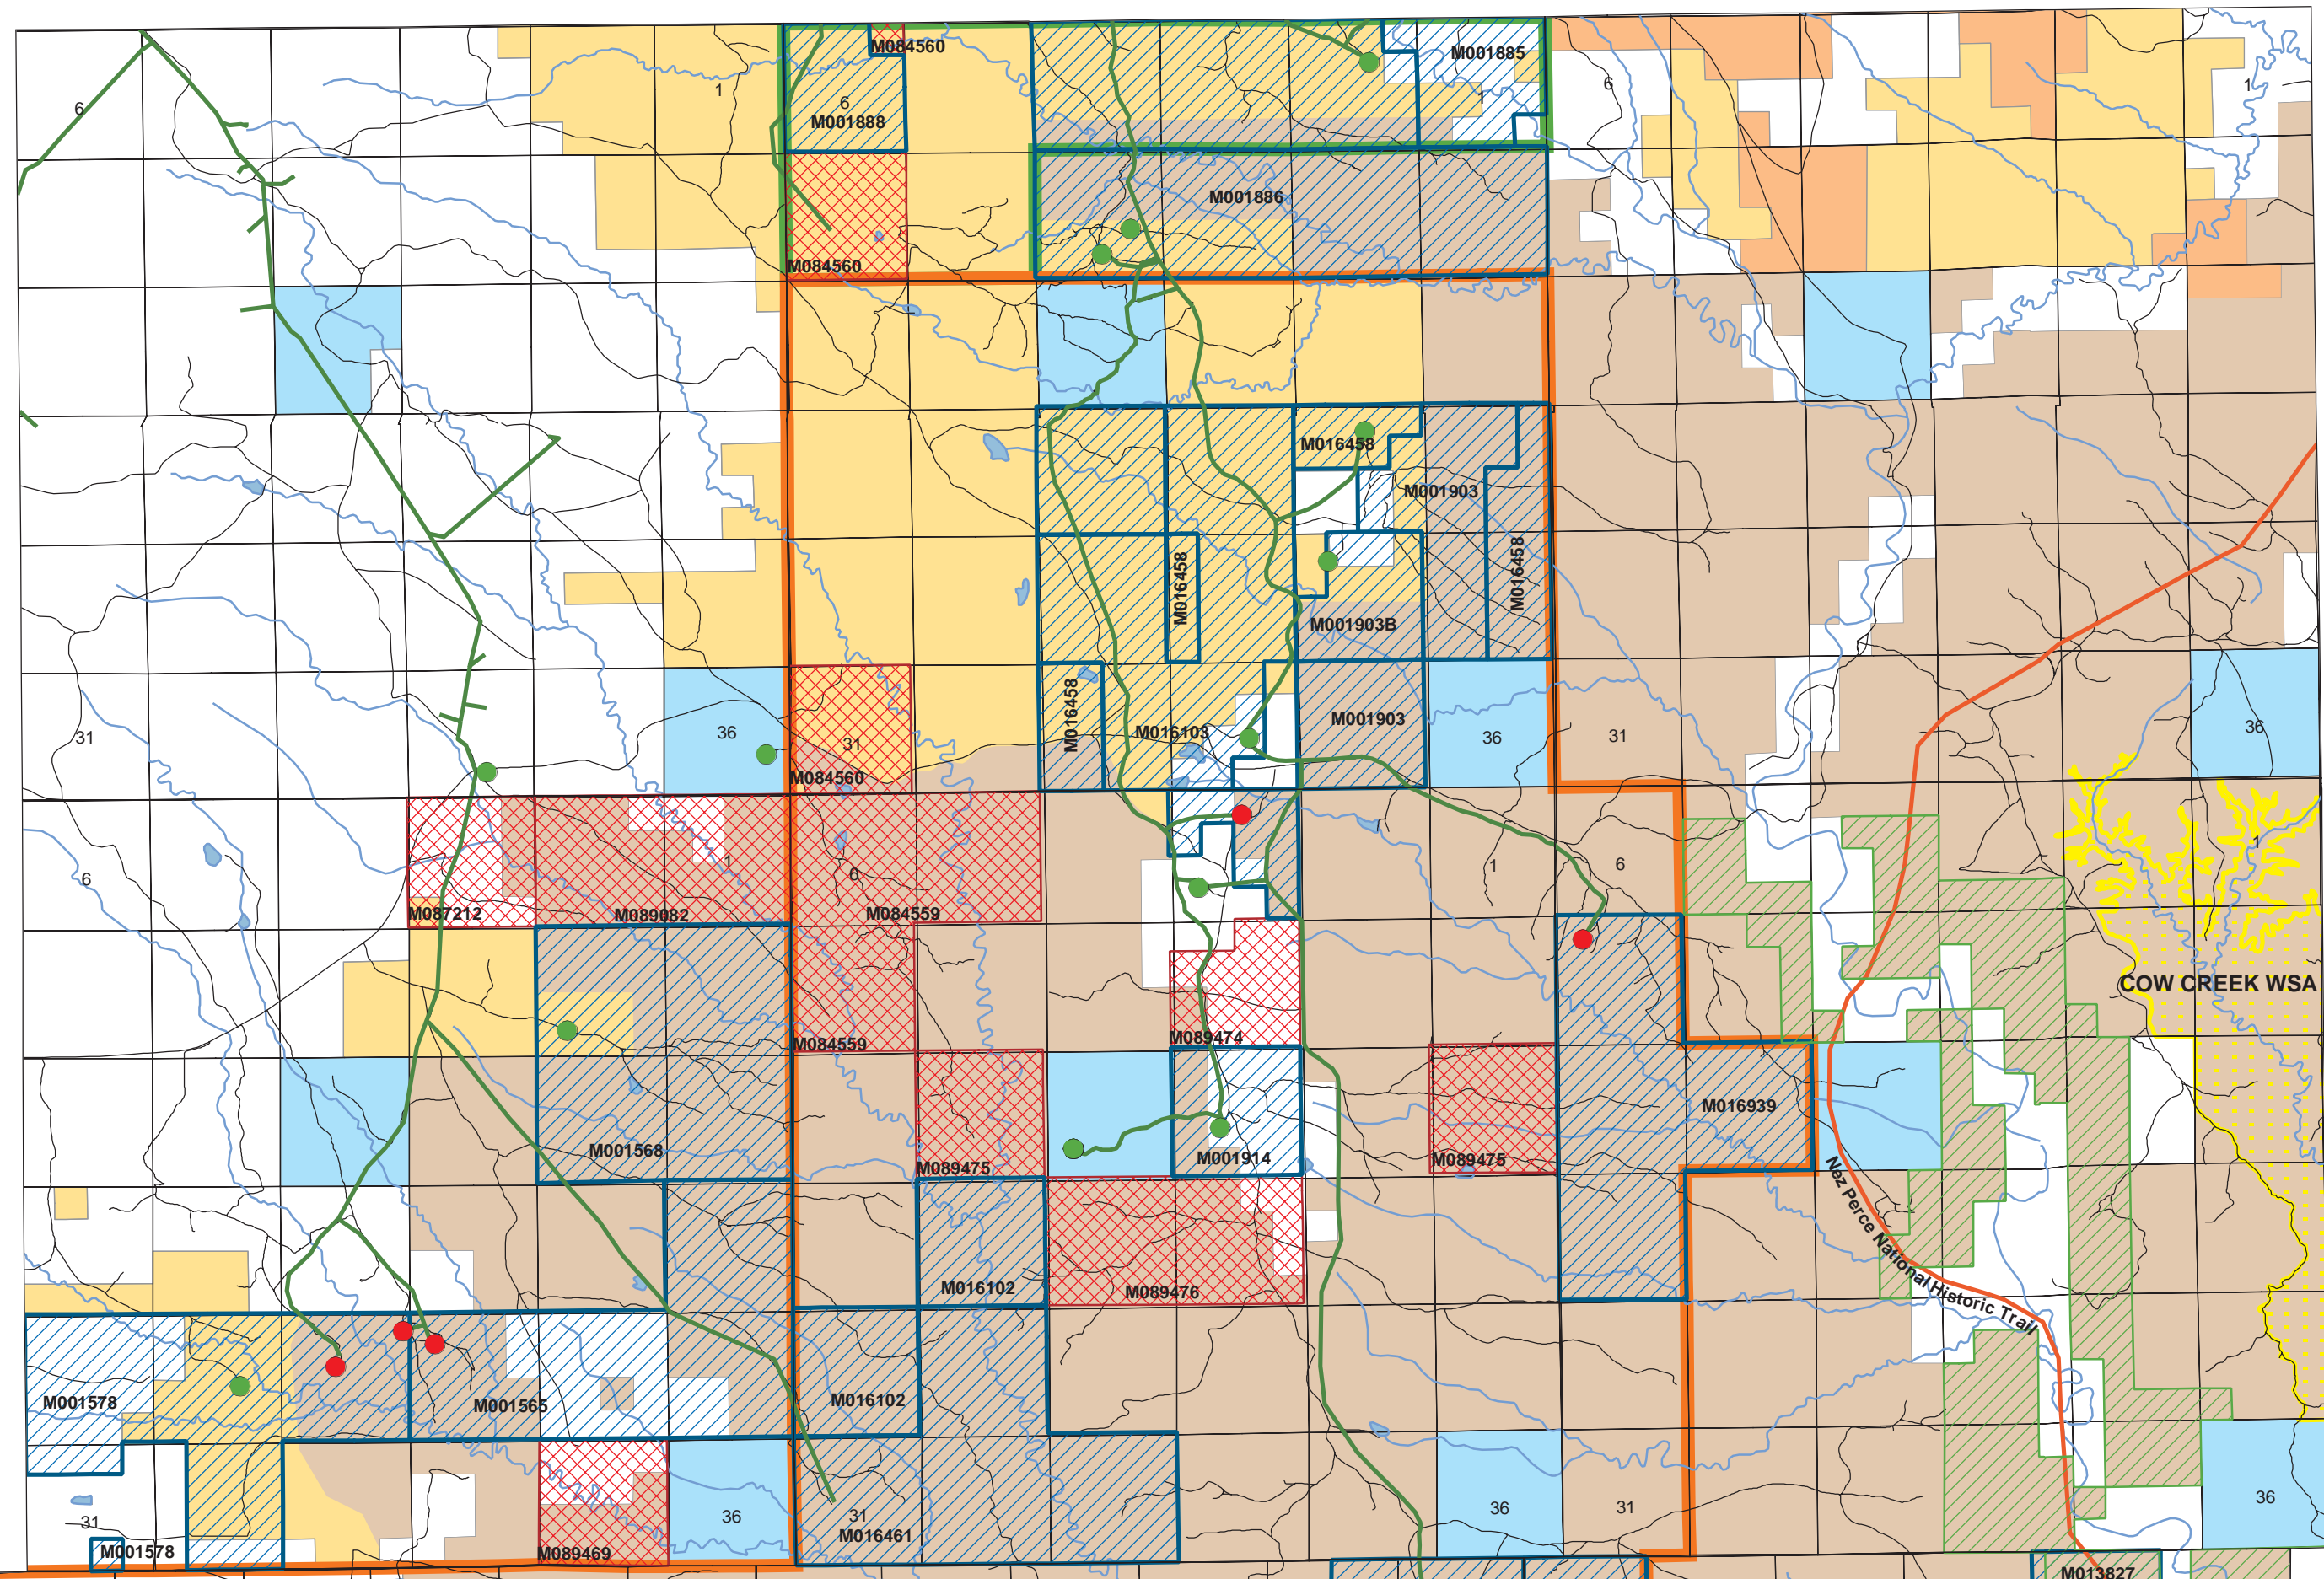 M084560
M001885
6
1
6
M001888
1
6
1
M001886
M084560
M016458
M001903
M016458
M016458
M001903B
M016458
M001903
M016103
31
36
31
M084560
36
31
36
6
1
6
1
6
1
M087212
M089082
M084559
COW CREEK WSA
M089474
M084559
M016939
M001568
M001914
M089475
M089475
Nez Perce National Historic Trail
M016102
M089476
M001578
M001565
M016102
31
36
31
M016461
36
31
36
M001578
M089469
M013827